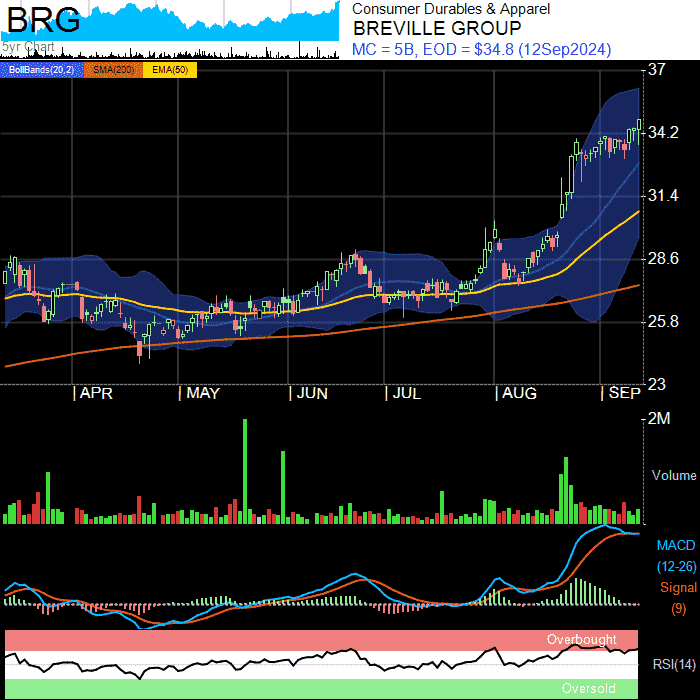 BRG
5yr Chart
Consumer Durables & Apparel
BREVILLE GROUP
MC = 5B, EOD = $34.8 (12Sep2024)
BollBands(20,2) SMA(200) EMA(50)
37
34.2
31.4
28.6
25.8
23
APR MAY JUN JUL AUG SEP
2M
Volume
MACD
(12-26)
Signal
(9)
Overbought
RSI(14)
Oversold